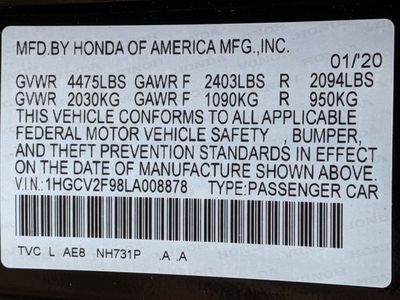 MFD.BY HONDA OF AMERICA MFG.,INC.
01/'20
GVWR 4475LBS GAWR F 2403LBS R 2094LBS
GVWR 2030KG GAWR F 1090KG R 950KG
THIS VEHICLE CONFORMS TO ALL APPLICABLE
FEDERAL MOTOR VEHICLE SAFETY , BUMPER,
AND THEFT PREVENTION STANDARDS IN EFFECT
ON THE DATE OF MANUFACTURE SHOWN ABOVE.
V.I.N.:1HGCV2F98LA008878 TYPE:PASSENGER CAR
TVC L AE8 NH731P .A .A